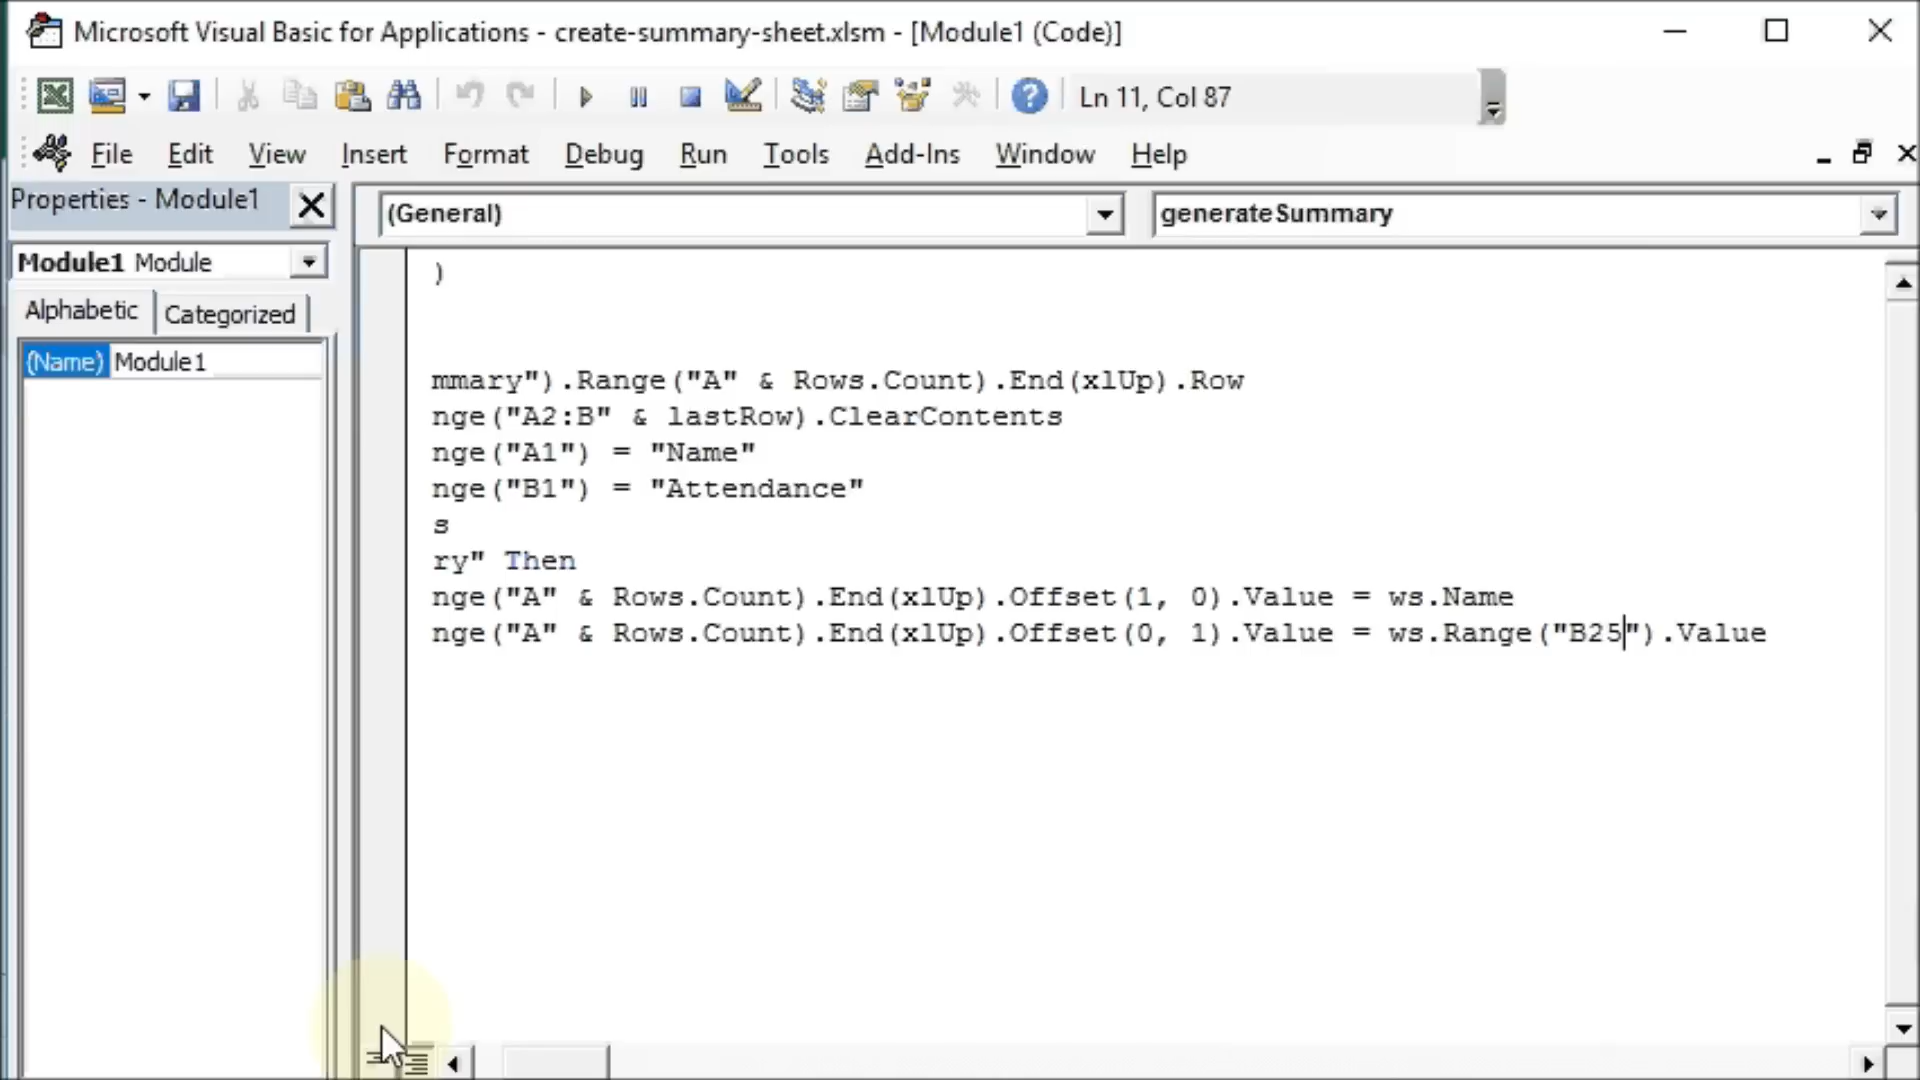 Microsoft Visual Basic for Applications - create-summary-sheet.xlsm - [Module1 (Code)]
Ln 11, Col 87
File Edit View Insert Format Debug Run Tools Add-Ins Window Help
Properties - Module1
(General)
generateSummary
Module1 Module
Alphabetic Categorized
(Name) Module1
)
mmary").Range("A" & Rows.Count).End(xlUp).Row
nge("A2:B" & lastRow).ClearContents
nge("A1") = "Name"
nge("B1") = "Attendance"
s
ry" Then
nge("A" & Rows.Count).End(xlUp).Offset(1, 0).Value = ws.Name
nge("A" & Rows.Count).End(xlUp).Offset(0, 1).Value = ws.Range("B25").Value